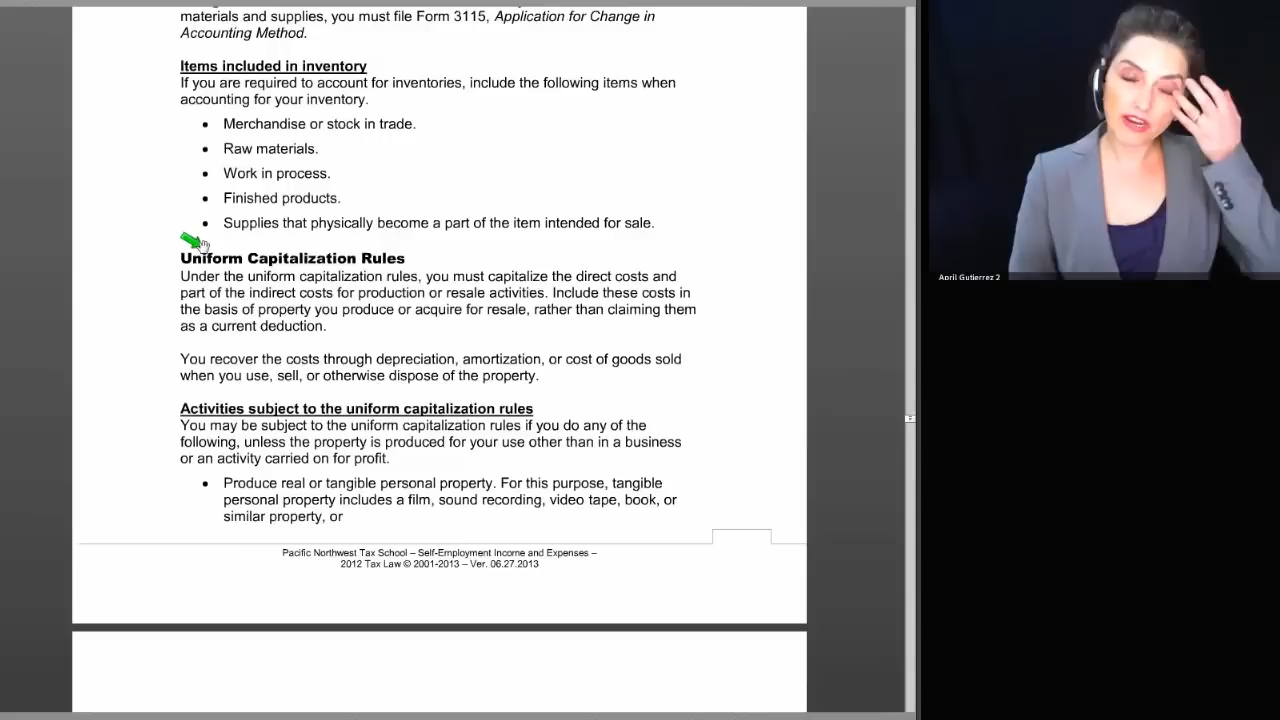 materials and supplies, you must file Form 3115, Application for Change in
Accounting Method.
Items included in inventory
If you are required to account for inventories, include the following items when
accounting for your inventory.
• Merchandise or stock in trade.
• Raw materials.
• Work in process.
• Finished products.
• Supplies that physically become a part of the item intended for sale.
Uniform Capitalization Rules
Under the uniform capitalization rules, you must capitalize the direct costs and
part of the indirect costs for production or resale activities. Include these costs in
the basis of property you produce or acquire for resale, rather than claiming them
as a current deduction.
You recover the costs through depreciation, amortization, or cost of goods sold
when you use, sell, or otherwise dispose of the property.
Activities subject to the uniform capitalization rules
You may be subject to the uniform capitalization rules if you do any of the
following, unless the property is produced for your use other than in a business
or an activity carried on for profit.
• Produce real or tangible personal property. For this purpose, tangible
personal property includes a film, sound recording, video tape, book, or
similar property, or
Pacific Northwest Tax School – Self-Employment Income and Expenses –
2012 Tax Law © 2001-2013 – Ver. 06.27.2013
April Gutierrez 2